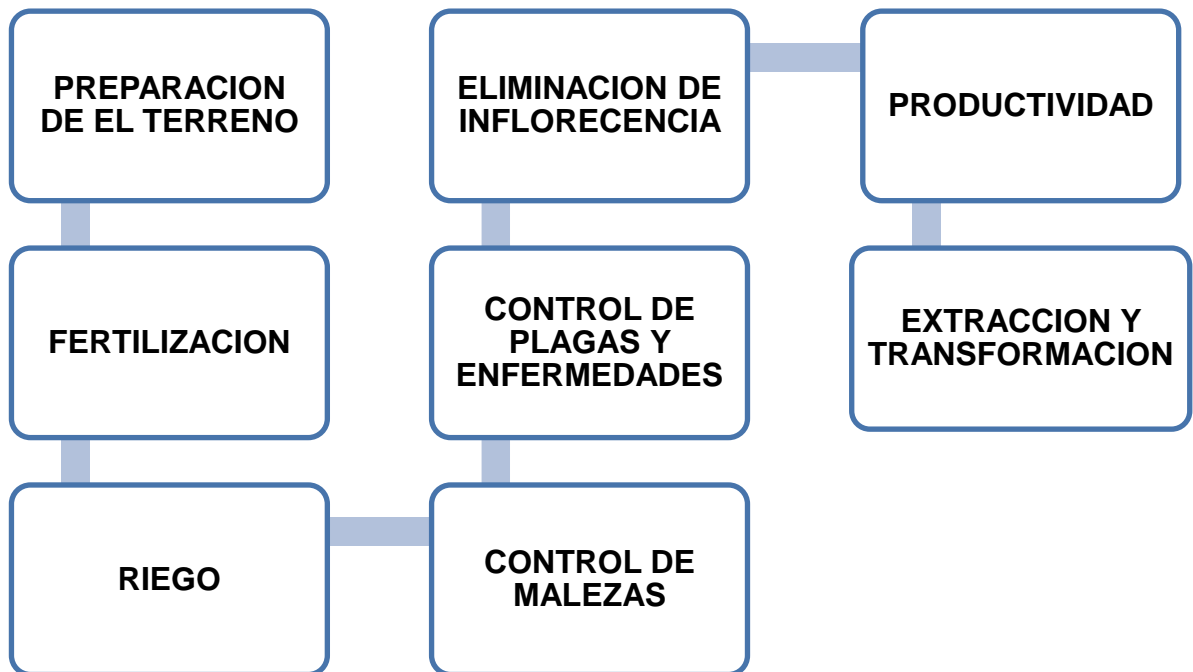 PREPARACION
DE EL TERRENO
FERTILIZACION
RIEGO
CONTROL DE
MALEZAS
CONTROL DE
PLAGAS Y
ENFERMEDADES
ELIMINACION DE
INFLORECENCIA
PRODUCTIVIDAD
EXTRACCION Y
TRANSFORMACION